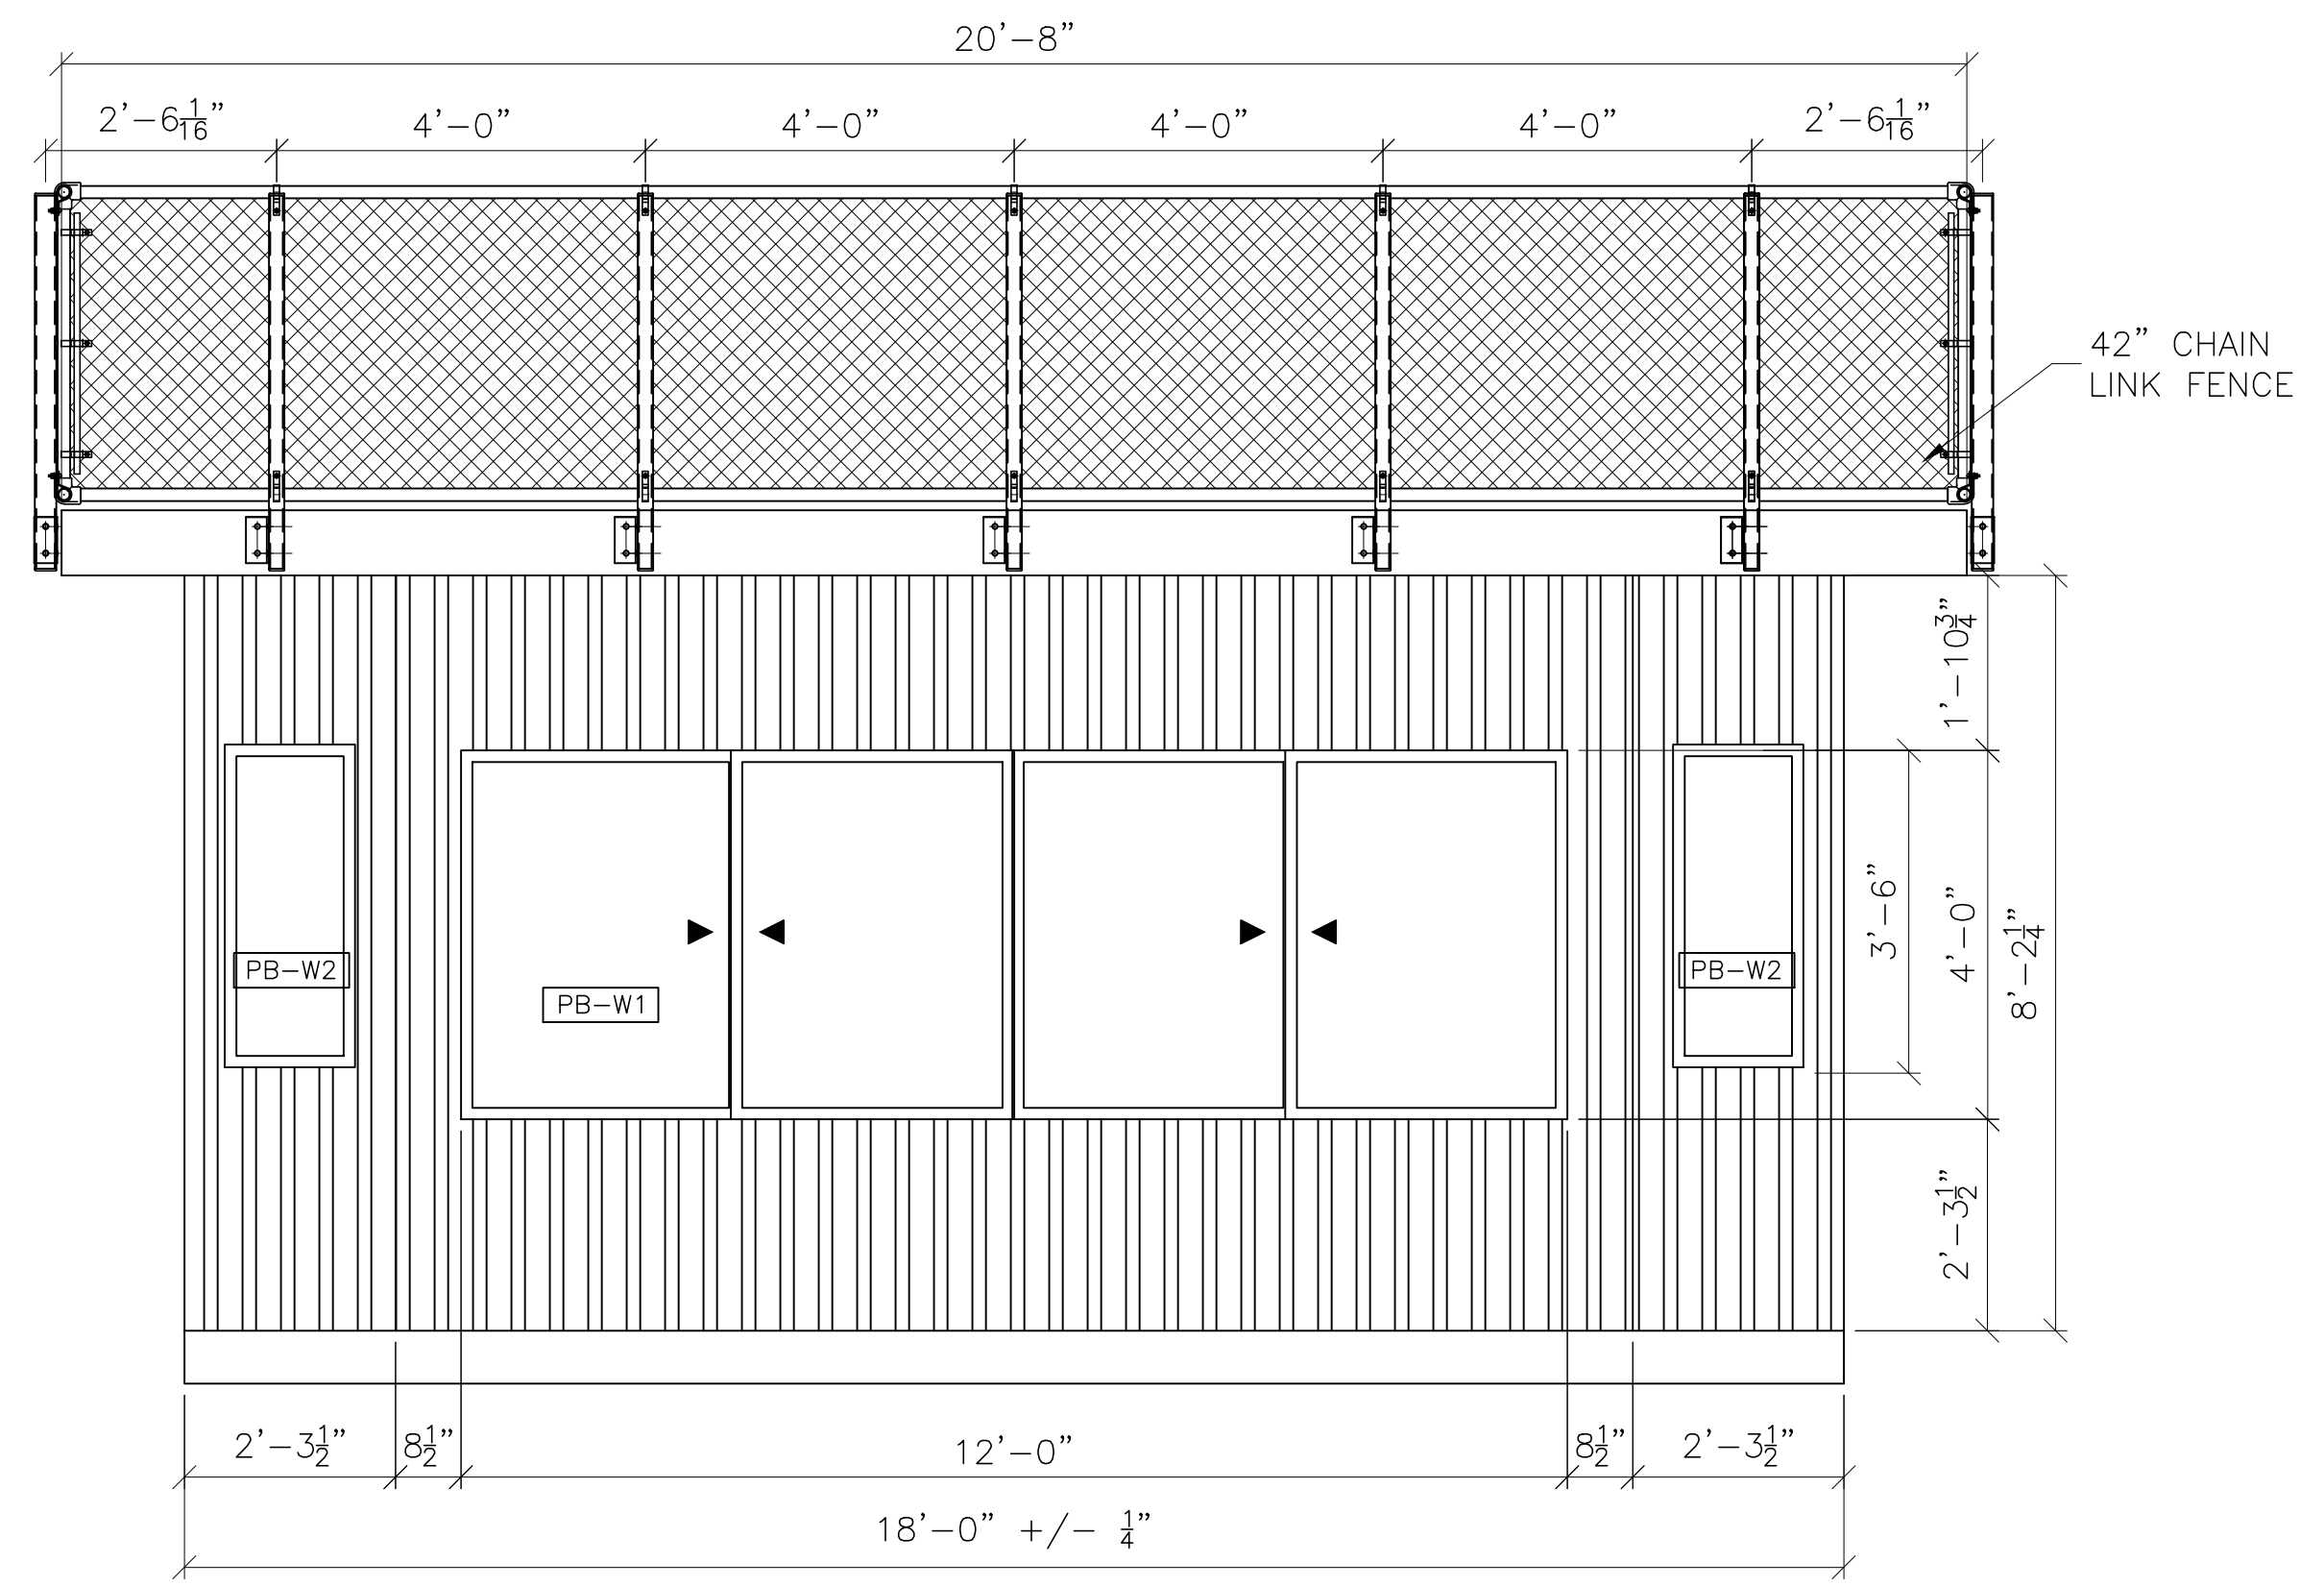 20'-8"
2'-6 1/16" 4'-0" 4'-0" 4'-0" 4'-0" 2'-6 1/16"
42" CHAIN
LINK FENCE
1'-10 3/4"
3'-6"
4'-0"
8'-2 1/4"
PB-W2
PB-W2
PB-W1
2'-3 1/2"
2'-3 1/2" 8 1/2" 12'-0" 8 1/2" 2'-3 1/2"
18'-0" +/- 1/4"